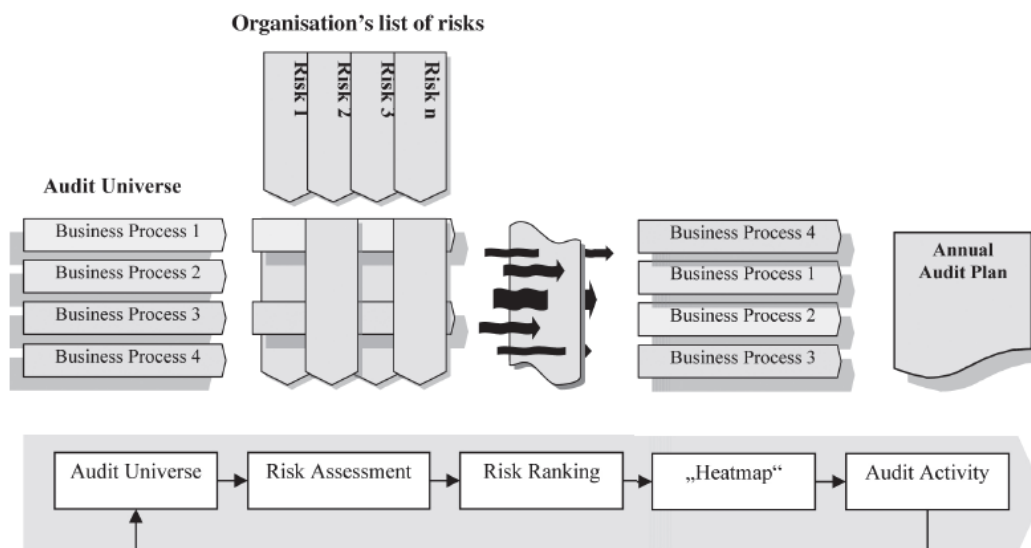 Organisation's list of risks
Risk 1
Risk 2
Risk 3
Risk n
Audit Universe
Business Process 1
Business Process 2
Business Process 3
Business Process 4
Business Process 4
Business Process 1
Business Process 2
Business Process 3
Annual
Audit Plan
Audit Universe
Risk Assessment
Risk Ranking
„Heatmap“
Audit Activity